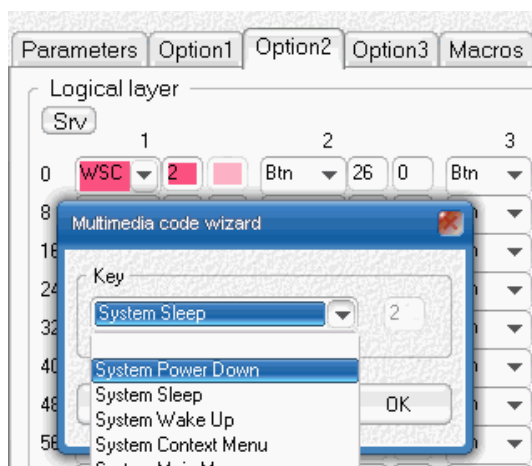 Parameters Option1 Option2 Option3 Macros
Logical layer
Srv
1 2 3
0 WSC 2 Btn 26 0 Btn
8
Multimedia code wizard
16
Key
24
System Sleep 2
32
40 System Power Down
System Sleep
48 OK
System Wake Up
56 System Context Menu